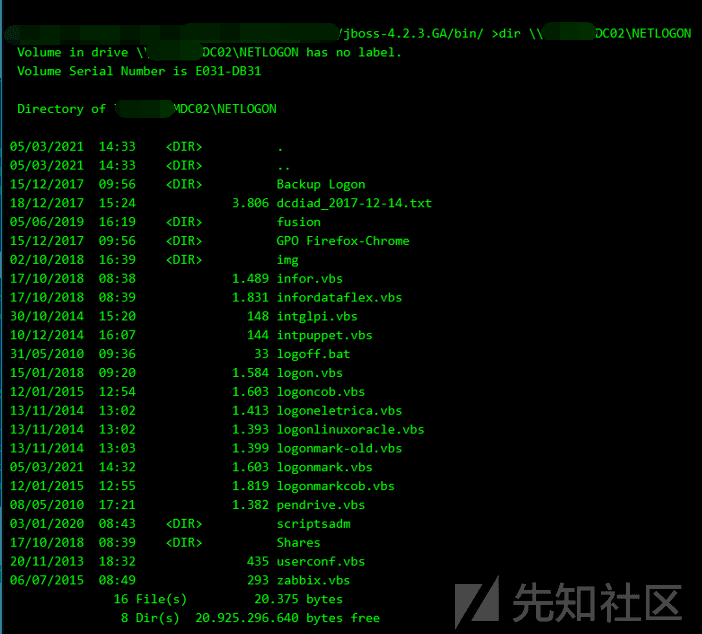 /jboss-4.2.3.GA/bin/ >dir \\DC02\NETLOGON
Volume in drive \\DC02\NETLOGON has no label.
Volume Serial Number is E031-DB31
Directory of MDC02\NETLOGON
05/03/2021 14:33 <DIR> .
05/03/2021 14:33 <DIR> ..
15/12/2017 09:56 <DIR> Backup Logon
18/12/2017 15:24 3.806 dcdiad_2017-12-14.txt
05/06/2019 16:19 <DIR> fusion
15/12/2017 09:56 <DIR> GPO Firefox-Chrome
02/10/2018 16:39 <DIR> img
17/10/2018 08:38 1.489 infor.vbs
17/10/2018 08:39 1.831 infordataflex.vbs
30/10/2014 15:20 148 intglpi.vbs
10/12/2014 16:07 144 intpuppet.vbs
31/05/2010 09:36 33 logoff.bat
15/01/2018 09:20 1.584 logon.vbs
12/01/2015 12:54 1.603 logoncob.vbs
13/11/2014 13:02 1.413 logoneletrica.vbs
13/11/2014 13:02 1.393 logonlinuxoracle.vbs
13/11/2014 13:03 1.399 logonmark-old.vbs
05/03/2021 14:32 1.603 logonmark.vbs
12/01/2015 12:55 1.819 logonmarkcob.vbs
08/05/2010 17:21 1.382 pendrive.vbs
03/01/2020 08:43 <DIR> scriptsadm
17/10/2018 08:39 <DIR> Shares
20/11/2013 18:32 435 userconf.vbs
06/07/2015 08:49 293 zabbix.vbs
16 File(s) 20.375 bytes
8 Dir(s) 20.925.296.640 bytes free
先知社区